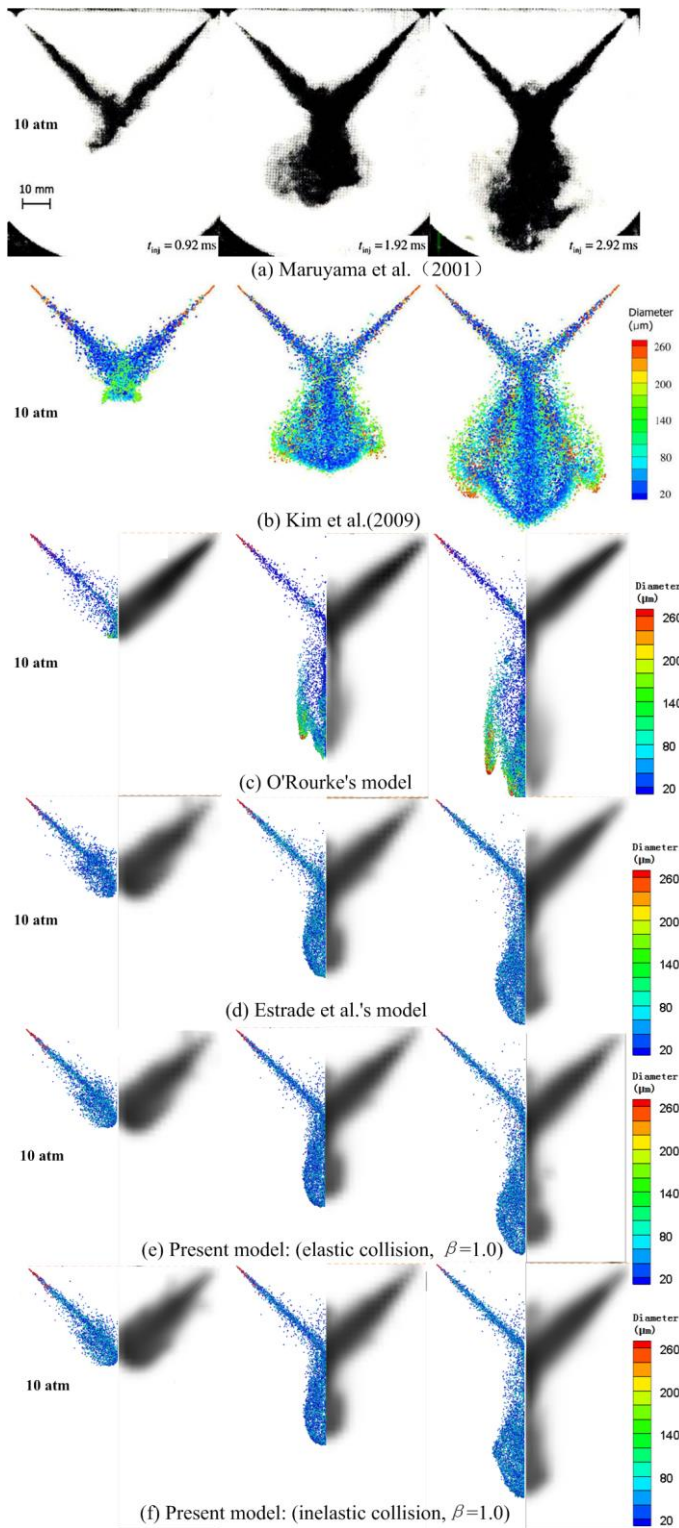 10 atm
10 mm
t_inj = 0.92 ms
t_inj = 1.92 ms
t_inj = 2.92 ms
(a) Maruyama et al.（2001）
Diameter
(μm)
260
200
140
80
20
10 atm
(b) Kim et al.(2009)
Diameter
(μm)
260
200
140
80
20
10 atm
(c) O'Rourke's model
Diameter
(μm)
260
200
140
80
20
10 atm
(d) Estrade et al.'s model
Diameter
(μm)
260
200
140
80
20
10 atm
(e) Present model: (elastic collision, β=1.0)
Diameter
(μm)
260
200
140
80
20
10 atm
(f) Present model: (inelastic collision, β=1.0)